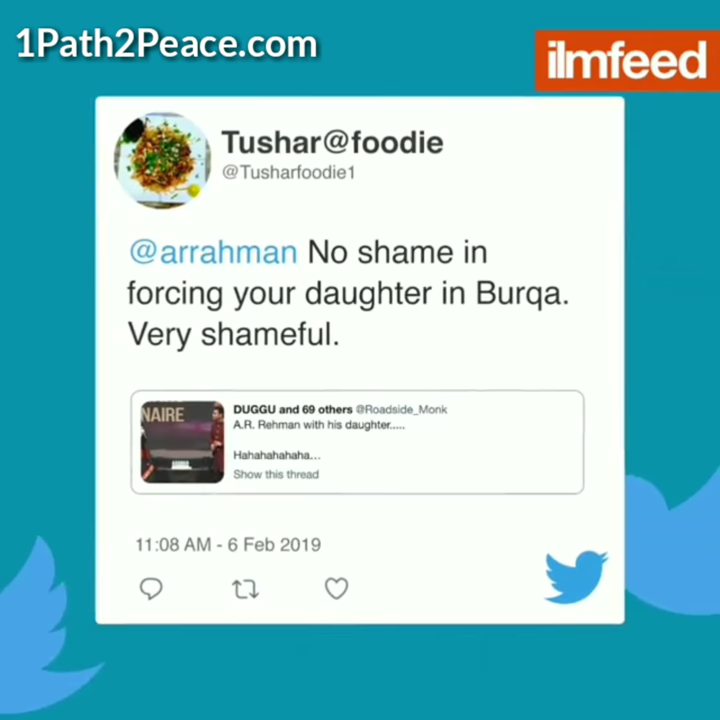 1Path2Peace.com
ilmfeed
Tushar@foodie
@Tusharfoodie1
@arrahman No shame in
forcing your daughter in Burqa.
Very shameful.
NAIRE
DUGGU and 69 others @Roadside_Monk
A.R. Rehman with his daughter.....
Hahahahahaha...
Show this thread
11:08 AM - 6 Feb 2019